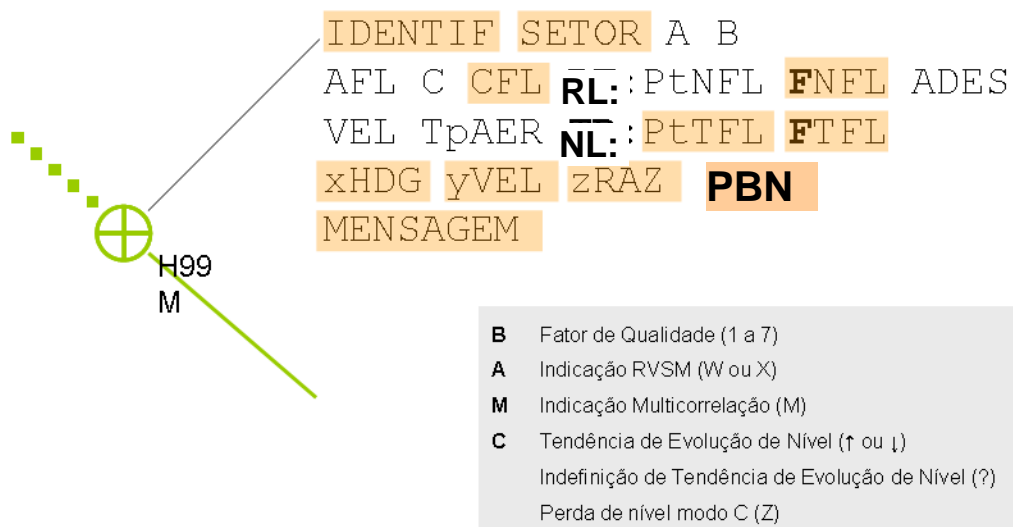 IDENTIF SETOR A B
AFL C CFL RL: :PtNFL FNFL ADES
VEL TpAER NL: :PtTFL FTFL
xHDG yVEL zRAZ PBN
MENSAGEM
H99
M
B Fator de Qualidade (1 a 7)
A Indicação RVSM (W ou X)
M Indicação Multicorrelação (M)
C Tendência de Evolução de Nível (↑ ou ↓)
Indefinição de Tendência de Evolução de Nível (?)
Perda de nível modo C (Z)